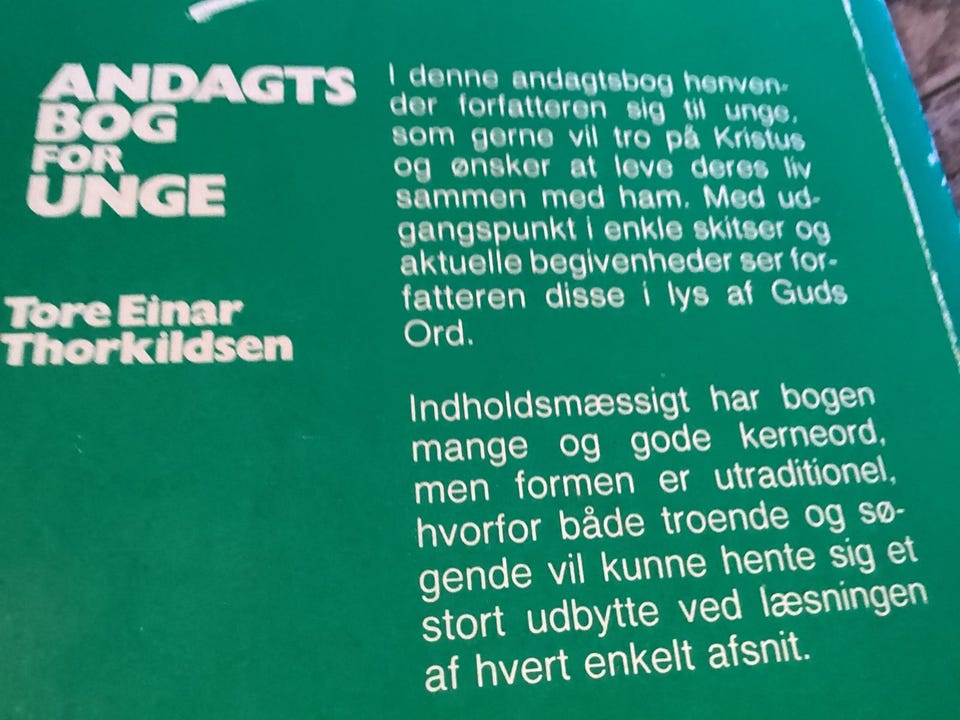 ANDAGTS
BOG
FOR
UNGE
Tore Einar
Thorkildsen
I denne andagtsbog henven-
der forfatteren sig til unge,
som gerne vil tro på Kristus
og ønsker at leve deres liv
sammen med ham. Med ud-
gangspunkt i enkle skitser og
aktuelle begivenheder ser for-
fatteren disse i lys af Guds
Ord.
Indholdsmæssigt har bogen
mange og gode kerneord,
men formen er utraditionel,
hvorfor både troende og sø-
gende vil kunne hente sig et
stort udbytte ved læsningen
af hvert enkelt afsnit.